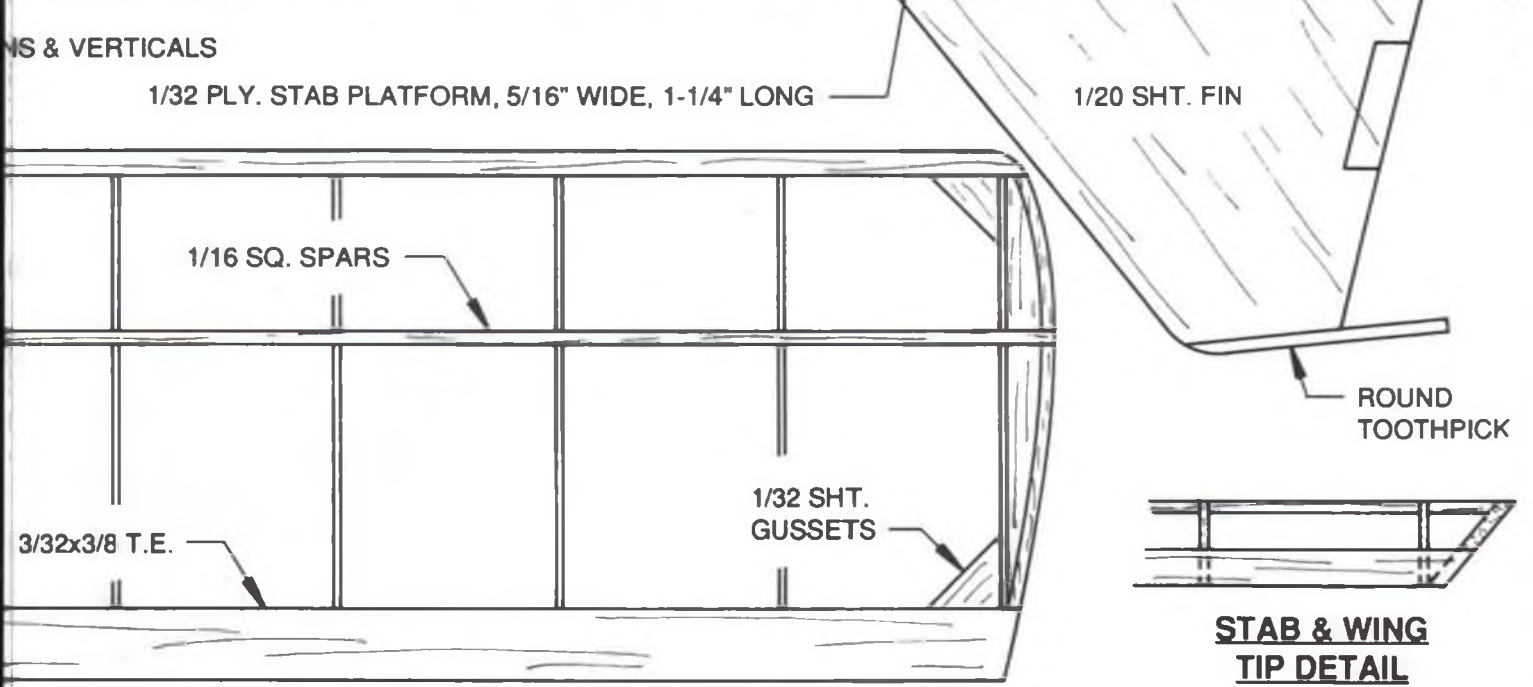 & VERTICALS
1/32 PLY. STAB PLATFORM, 5/16" WIDE, 1-1/4" LONG
1/20 SHT. FIN
1/16 SQ. SPARS
ROUND
TOOTHPICK
1/32 SHT.
GUSSETS
3/32x3/8 T.E.
STAB & WING
TIP DETAIL